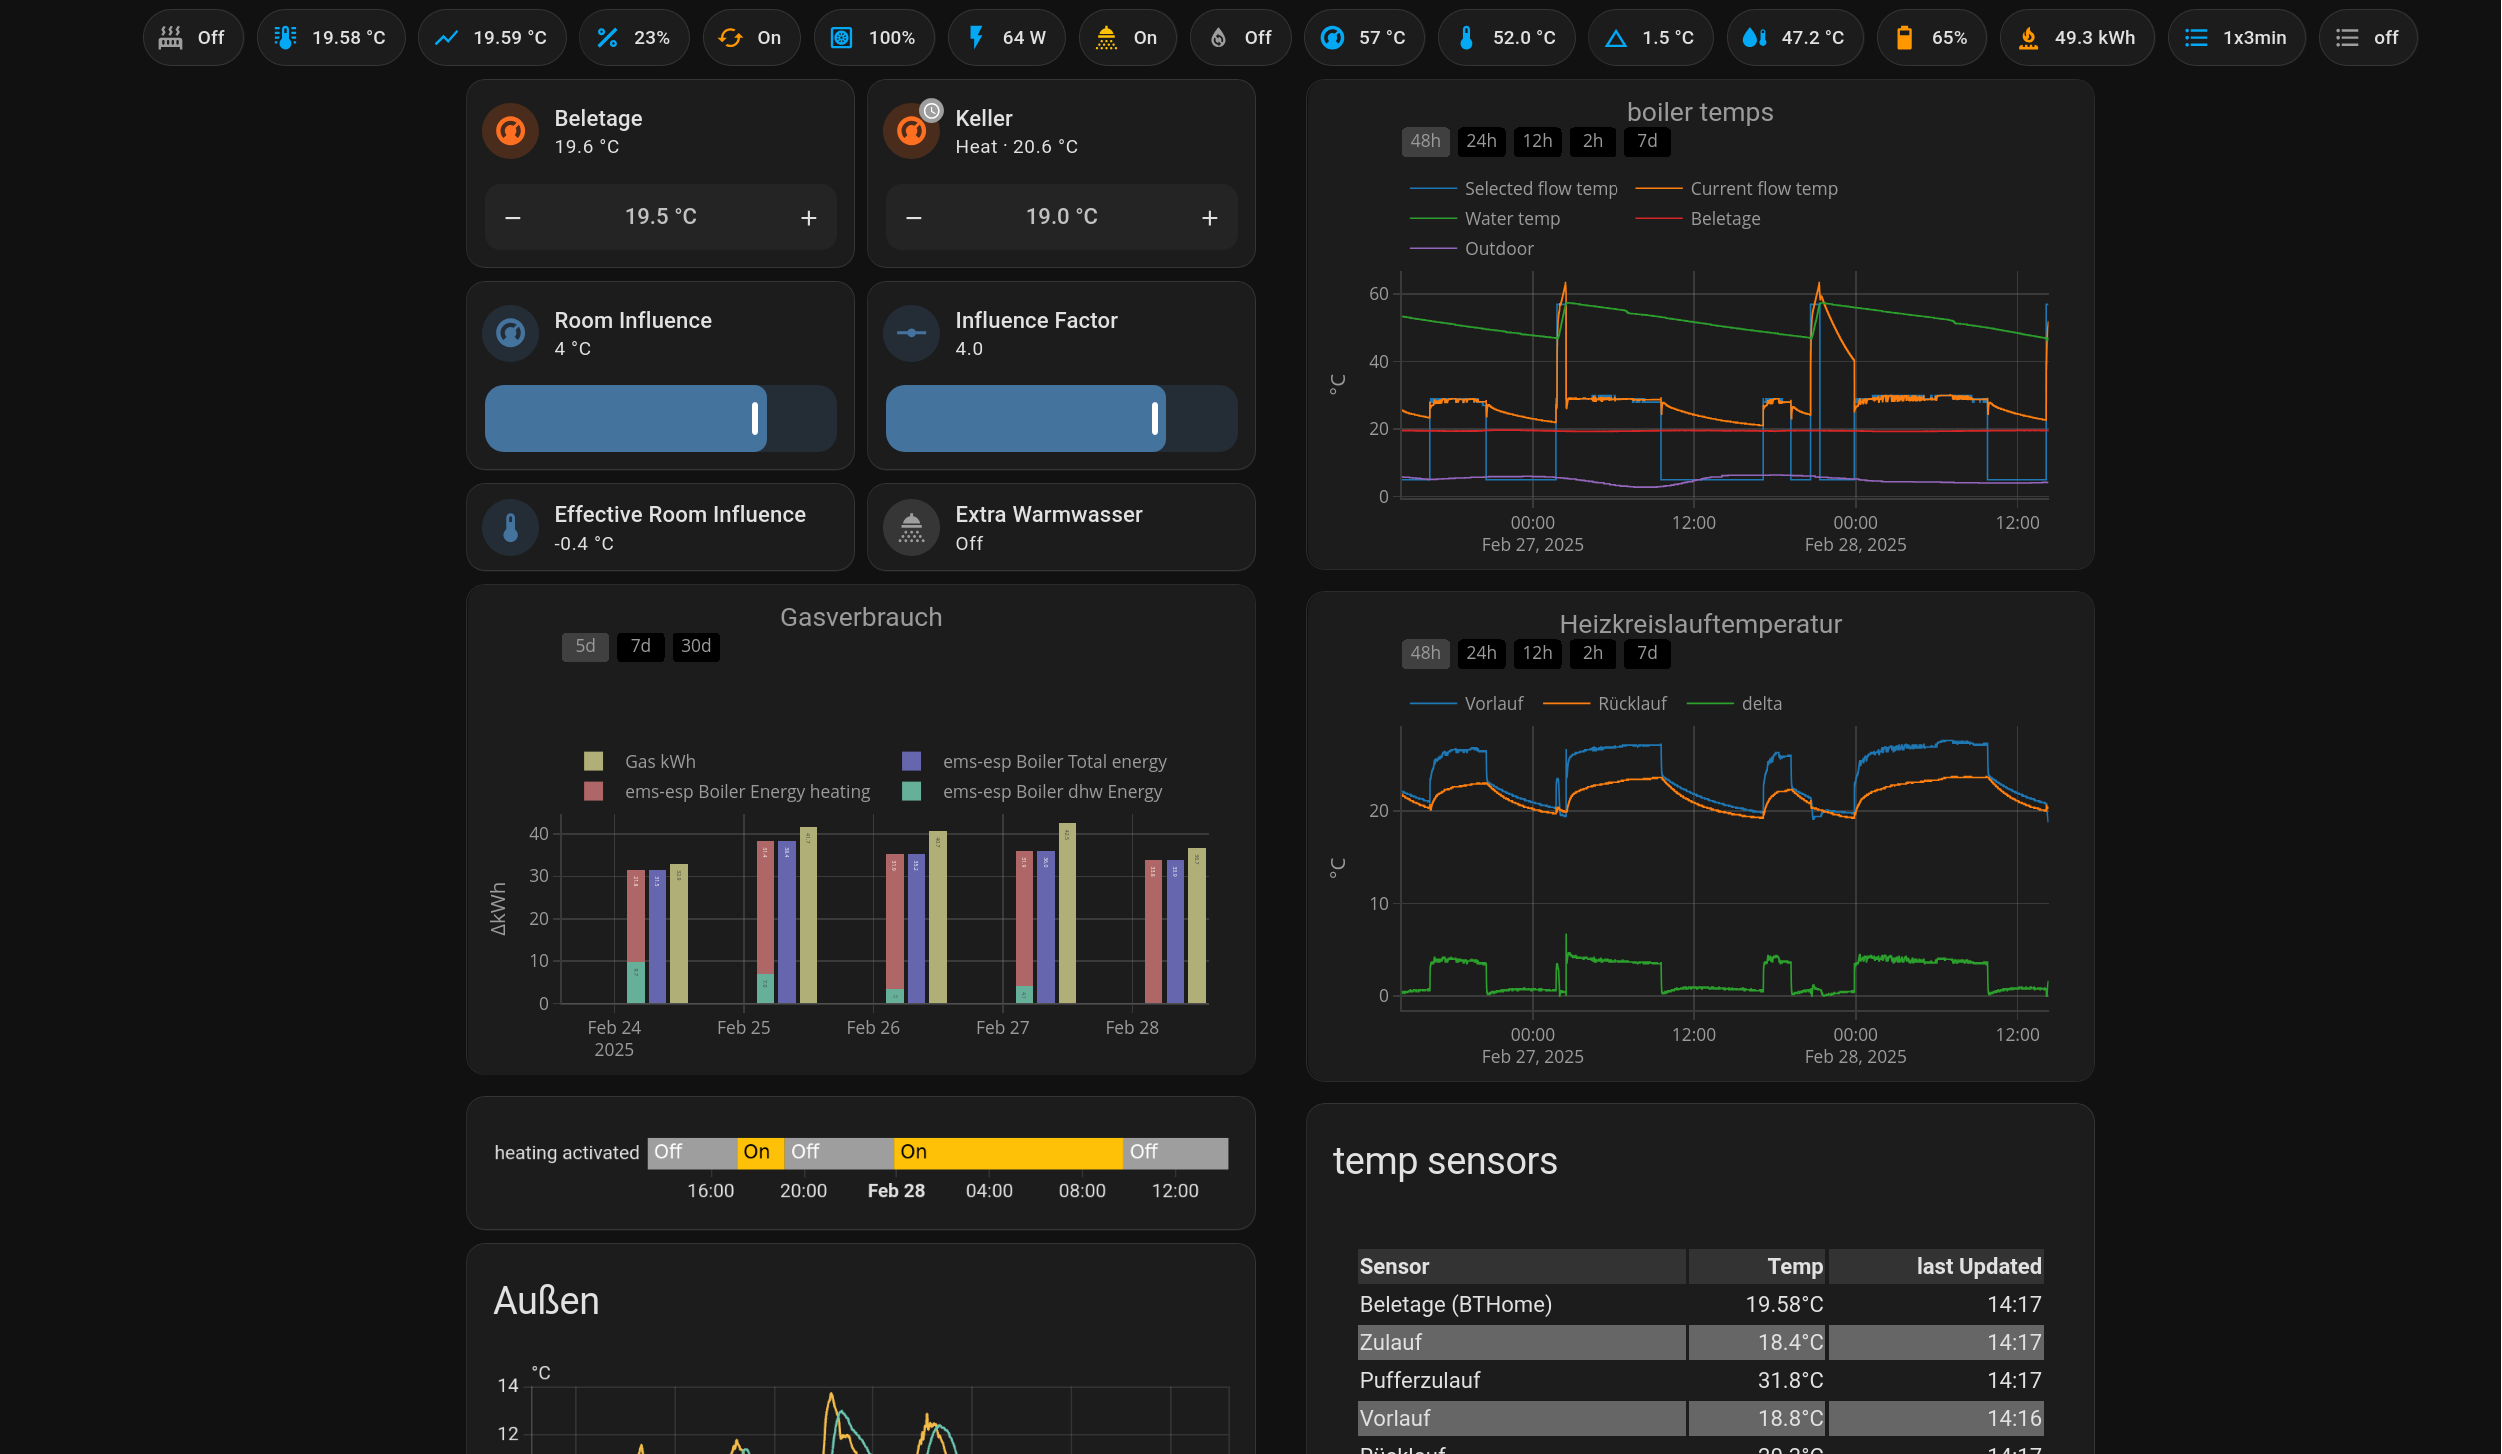 Off 19.58 °C 19.59 °C 23% On 100% 64 W On Off 57 °C 52.0 °C 1.5 °C 47.2 °C 65% 49.3 kWh 1x3min off
Beletage
19.6 °C
− 19.5 °C +
Keller
Heat · 20.6 °C
− 19.0 °C +
Room Influence
4 °C
Influence Factor
4.0
Effective Room Influence
-0.4 °C
Extra Warmwasser
Off
Gasverbrauch
5d 7d 30d
Gas kWh ems-esp Boiler Total energy
ems-esp Boiler Energy heating ems-esp Boiler dhw Energy
ΔkWh
40
30
20
10
0
Feb 24 Feb 25 Feb 26 Feb 27 Feb 28
2025
heating activated Off On Off On Off
16:00 20:00 Feb 28 04:00 08:00 12:00
Außen
°C
14
12
boiler temps
48h 24h 12h 2h 7d
Selected flow temp Current flow temp
Water temp Beletage
Outdoor
°C
60
40
20
0
00:00 12:00 00:00 12:00
Feb 27, 2025 Feb 28, 2025
Heizkreislauftemperatur
48h 24h 12h 2h 7d
Vorlauf Rücklauf delta
°C
20
10
0
00:00 12:00 00:00 12:00
Feb 27, 2025 Feb 28, 2025
temp sensors
Sensor Temp last Updated
Beletage (BTHome) 19.58°C 14:17
Zulauf 18.4°C 14:17
Pufferzulauf 31.8°C 14:17
Vorlauf 18.8°C 14:16